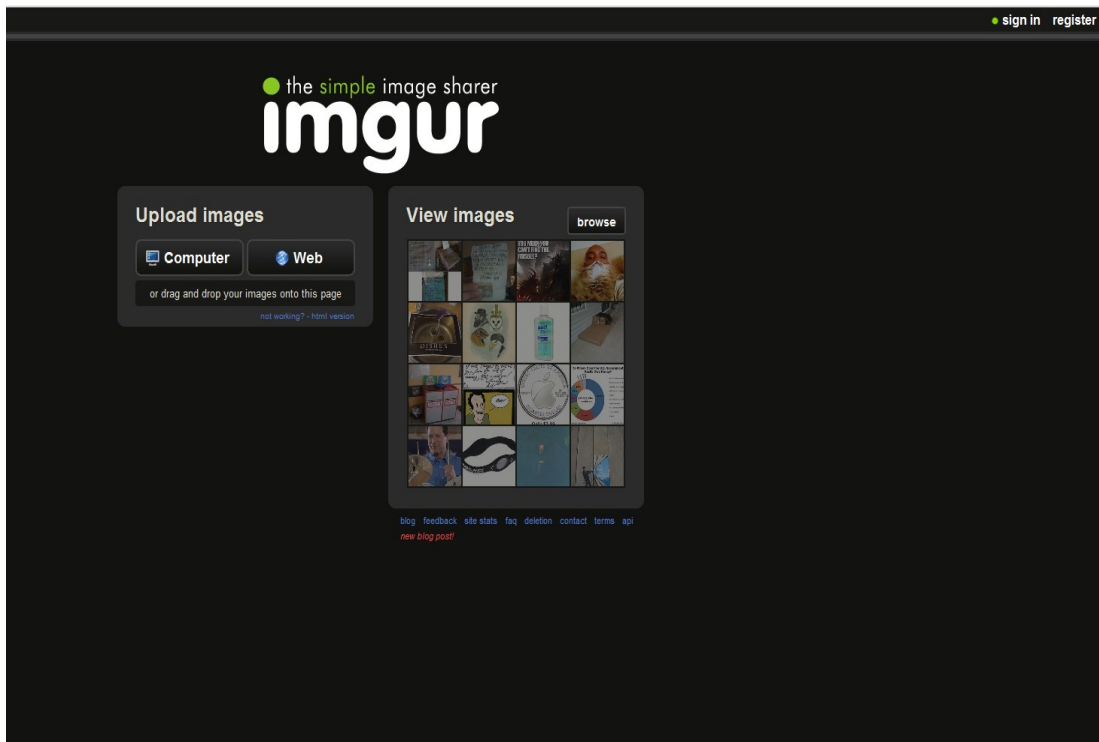 sign in register
the simple image sharer
imgur
Upload images
Computer Web
or drag and drop your images onto this page
not working? - html version
View images
browse
blog feedback site stats faq deletion contact terms api
new blog post!